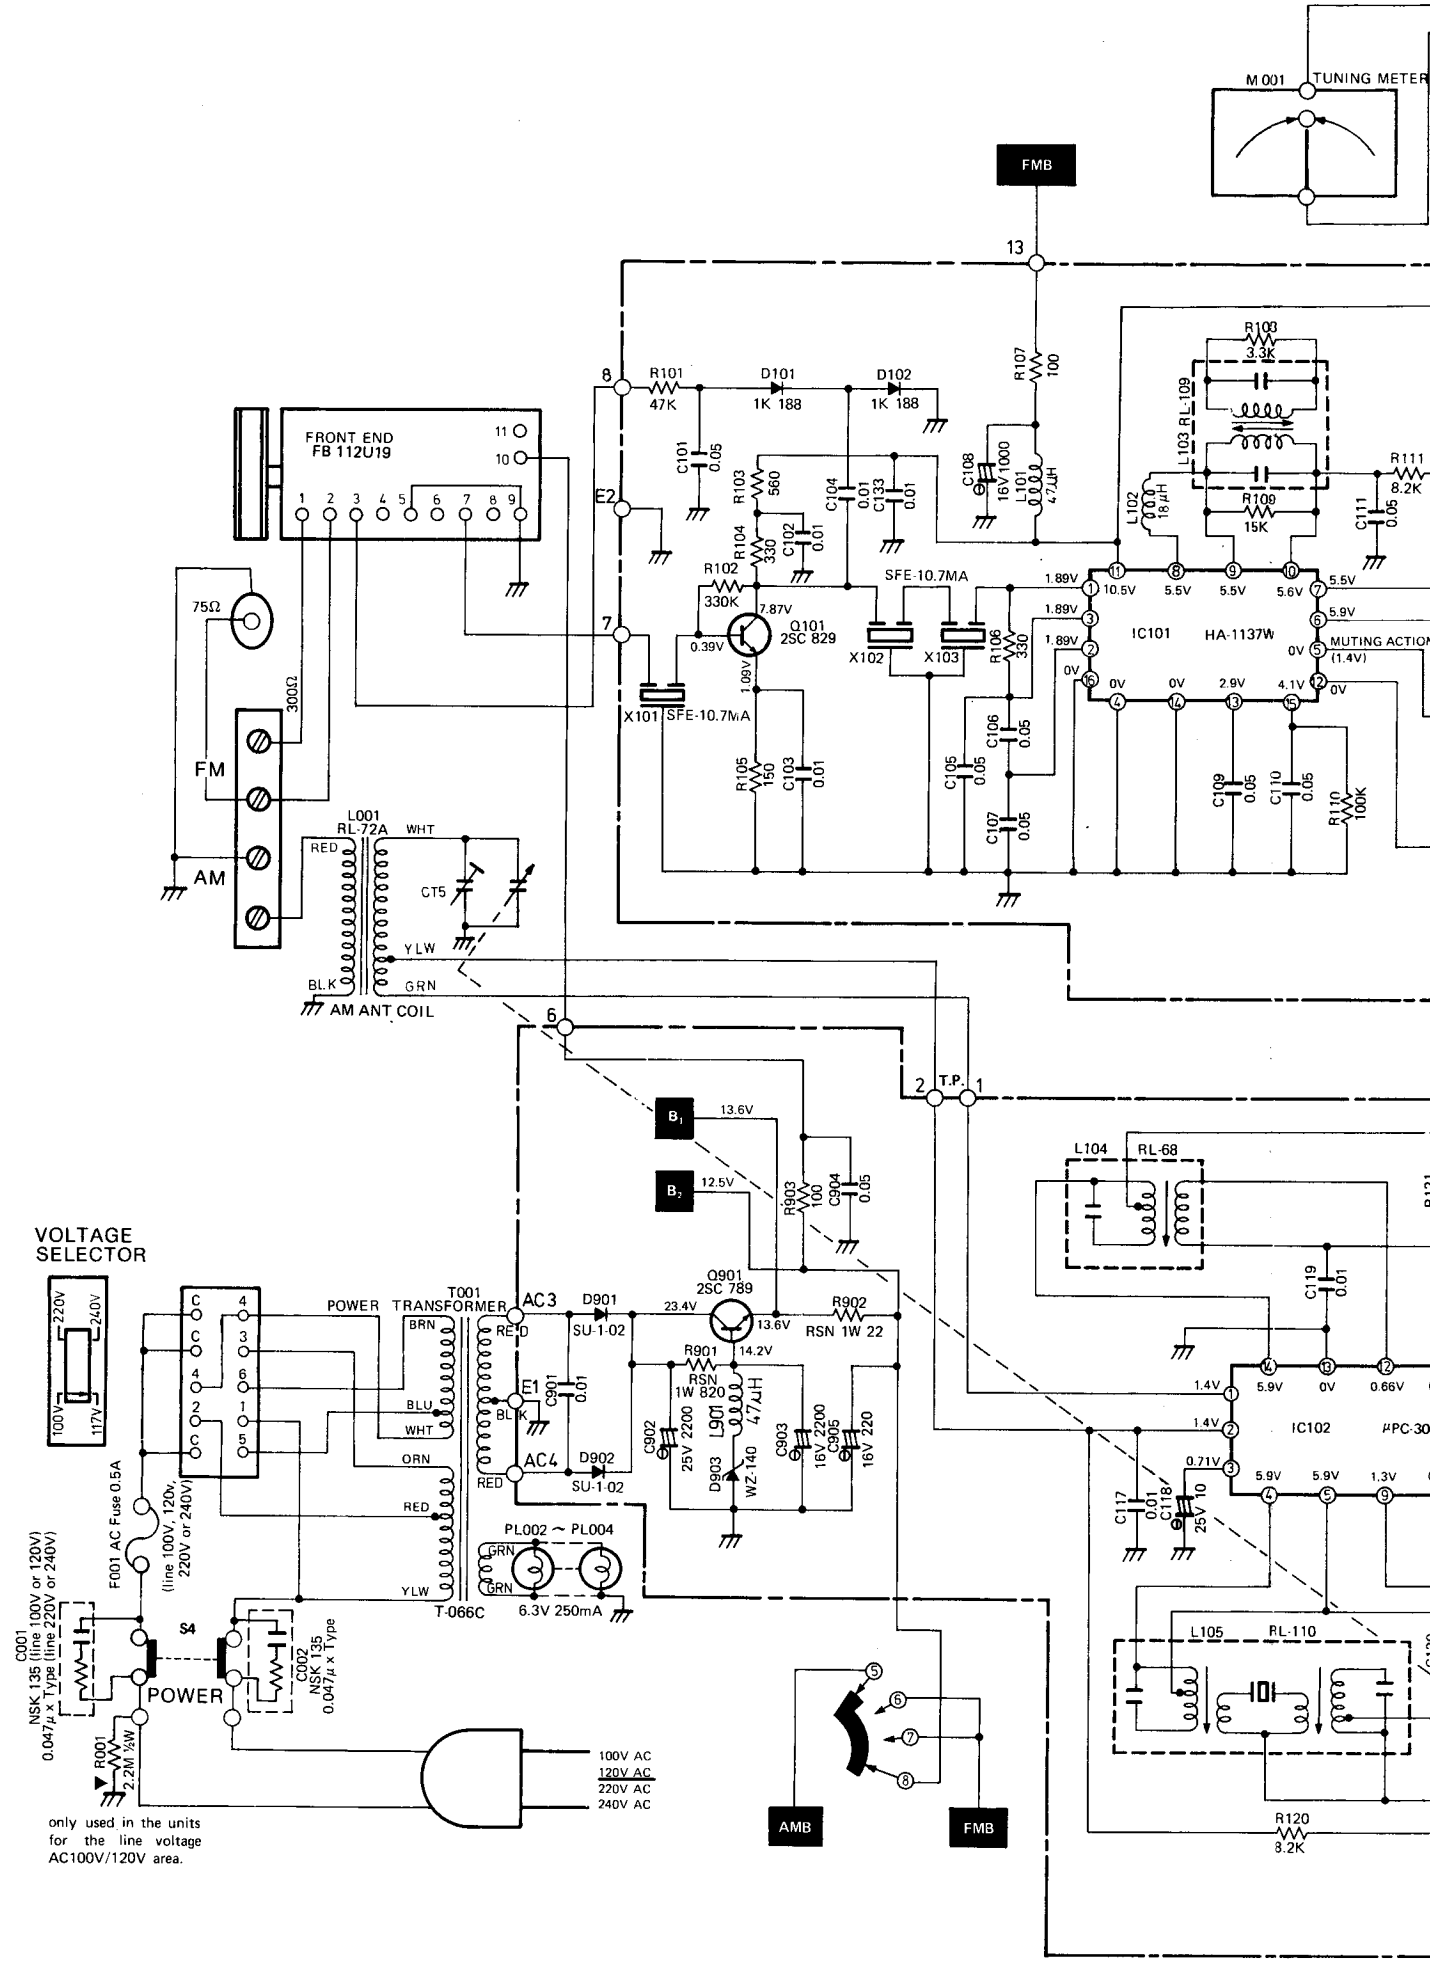 M 001 TUNING METER
FMB
13
R103
3.3K
R107
100
L103 RL-109
8
R101
47K
D101
1K 188
D102
1K 188
FRONT END
FB 112U19
11
10
1 2 3 4 5 6 7 8 9
C101
0.05
R103
560
C104
0.01
C133
0.01
C108
16V 1000
L101
47μH
L102
18μH
R109
15K
C111
0.05
R111
8.2K
E2
R104
330
C102
0.01
R102
330K
SFE-10.7MA
75Ω
7
0.39V
7.87V
Q101
2SC 829
1.09V
X102
X103
R106
330
1.89V
1.89V
1.89V
0V
1
3
2
16
11
10.5V
8
5.5V
9
5.5V
10
5.6V
7
5.5V
6
5.9V
IC101 HA-1137W
MUTING ACTION
0V
5
(1.4V)
12
0V
0V
4
0V
14
2.9V
13
4.1V
15
300Ω
X101 SFE-10.7MA
R105
150
C103
0.01
C105
0.05
C106
0.05
C107
0.05
C109
0.05
C110
0.05
R110
100K
FM
AM
L001
RL-72A
RED
WHT
CT5
YLW
BLK
GRN
AM ANT COIL
6
2 T.P. 1
B1
13.6V
B2
12.5V
R903
100
C904
0.05
L104 RL-68
C119
0.01
VOLTAGE
SELECTOR
220V
240V
100V
117V
C
C
4
2
C
4
3
6
1
5
POWER TRANSFORMER
T001
BRN
BLU
WHT
ORN
RED
YLW
T-066C
RED
BLK
RED
AC3
E1
AC4
D901
SU-1-02
C901
0.01
D902
SU-1-02
23.4V
Q901
2SC 789
13.6V
14.2V
R902
RSN 1W 22
R901
RSN
1W 820
C902
25V 2200
L901
47μH
D903
WZ-140
C903
16V 2200
C905
16V 220
1.4V
1
1.4V
2
0.71V
3
14
5.9V
13
0V
12
0.66V
IC102 μPC-30
5.9V
4
5.9V
5
1.3V
9
C117
0.01
C118
25V 10
F001 AC Fuse 0.5A
(line 100V, 120v,
220V or 240V)
PL002 ~ PL004
GRN
GRN
6.3V 250mA
C001
NSK 135 (line 100V or 120V)
0.047μ x Type (line 220V or 240V)
S4
POWER
C002
NSK 135
0.047μ x Type
R001
2.2M ½W
100V AC
120V AC
220V AC
240V AC
only used in the units
for the line voltage
AC100V/120V area.
5
6
7
8
AMB
FMB
L105 RL-110
R120
8.2K